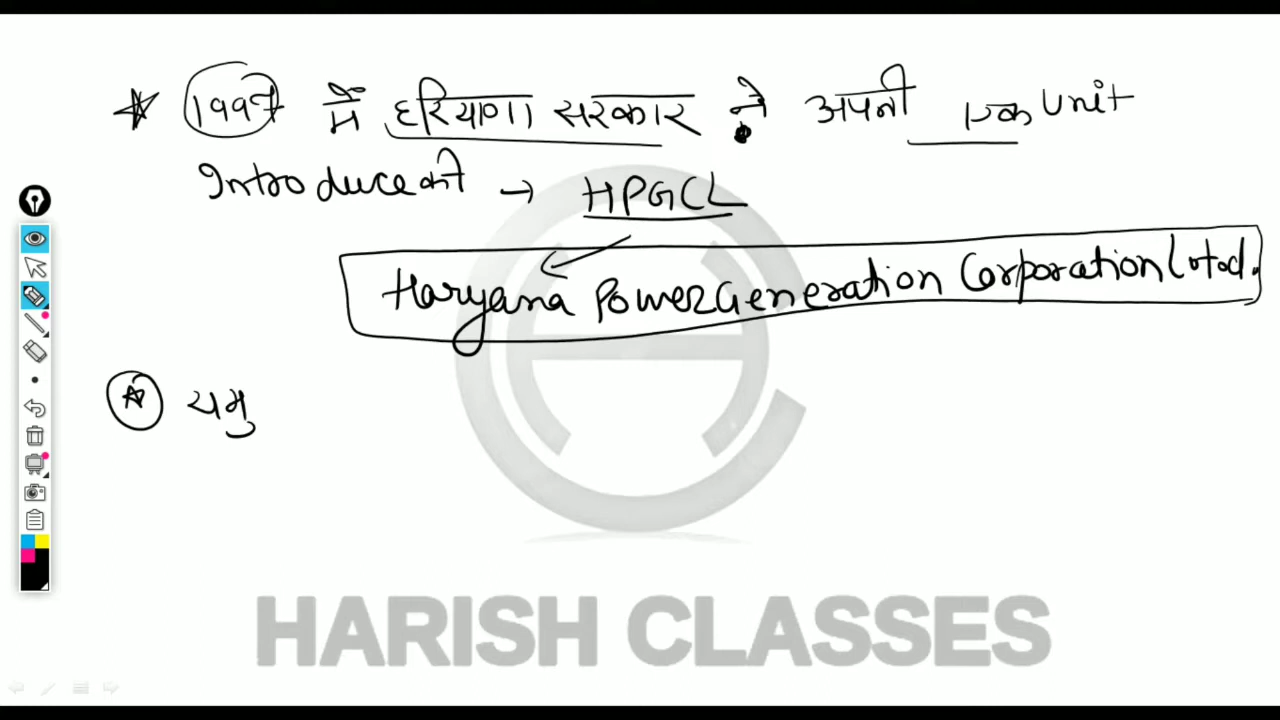 1997 में हरियाणा सरकार ने अपनी एक Unit
Introduce की → HPGCL
Haryana Power Generation Corporation Ltd.
यमु
HARISH CLASSES